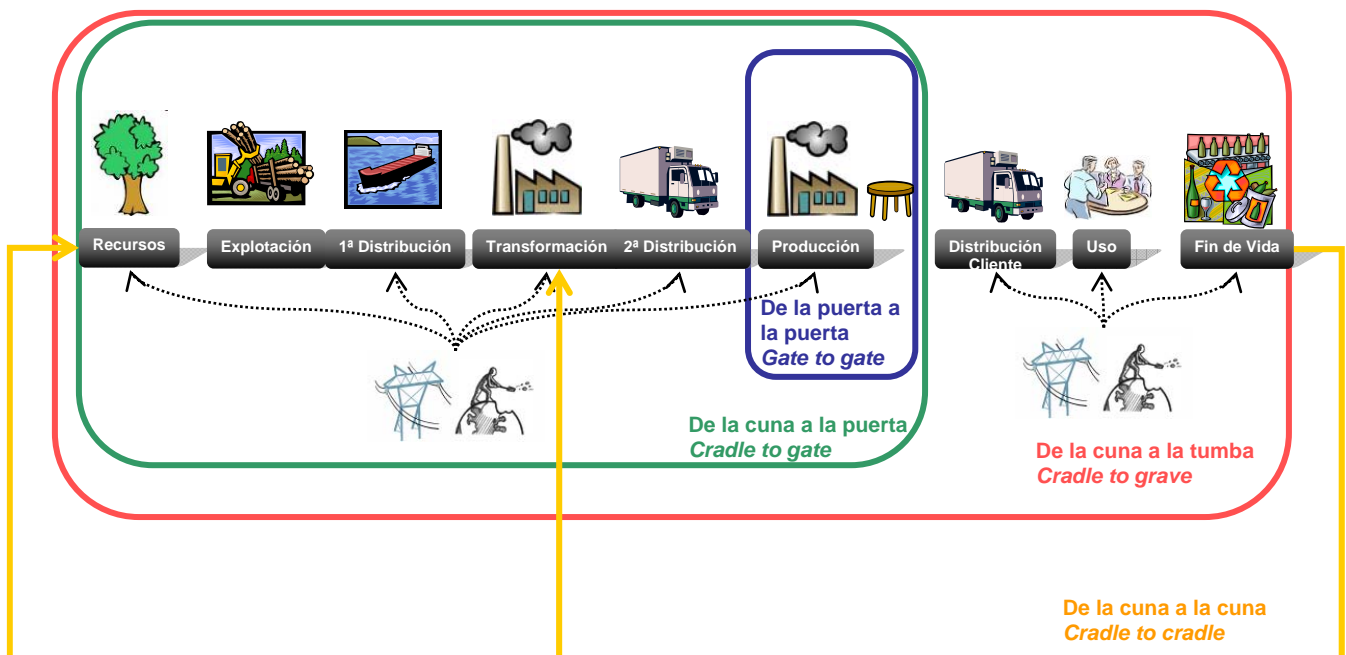 Recursos
Explotación
1ª Distribución
Transformación
2ª Distribución
Producción
Distribución
Cliente
Uso
Fin de Vida
De la puerta a
la puerta
Gate to gate
De la cuna a la puerta
Cradle to gate
De la cuna a la tumba
Cradle to grave
De la cuna a la cuna
Cradle to cradle